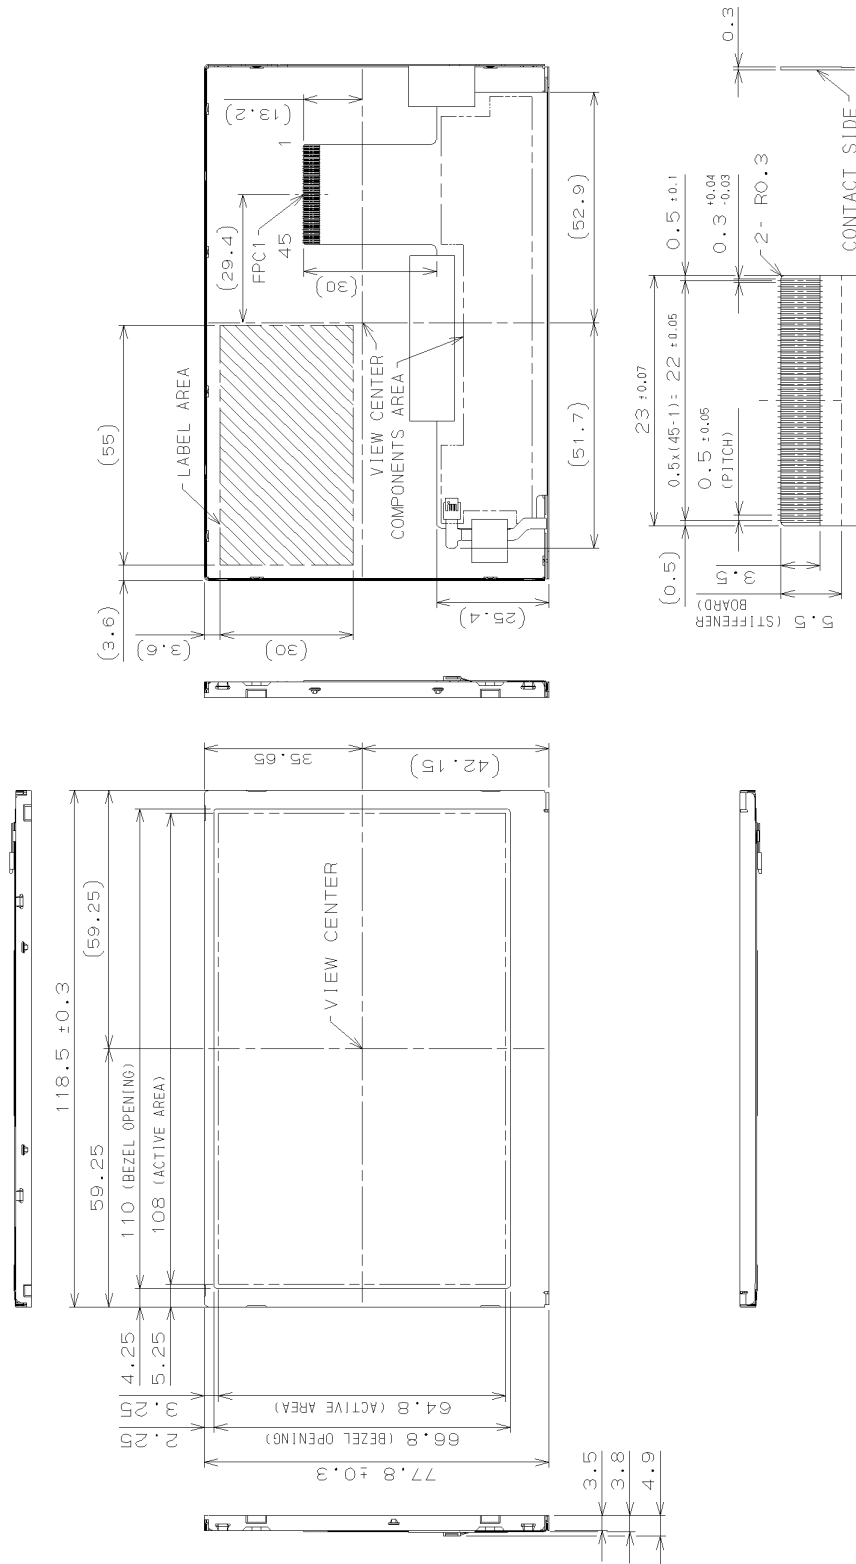 0.3
(13.2)
1
(29.4)
FPC1
45
(30)
(52.9)
(55)
LABEL AREA
VIEW CENTER
COMPONENTS AREA
(51.7)
(3.6)
(3.6)
(30)
(25.4)
0.5 ±0.1
0.3 +0.04 -0.03
2- R0.3
CONTACT SIDE
23 ±0.07
0.5x(45-1)= 22 ±0.05
0.5 ±0.05
(PITCH)
(0.5)
3.5
5.5 (STIFFENER
BOARD)
35.65
(42.15)
(59.25)
118.5 ±0.3
59.25
110 (BEZEL OPENING)
108 (ACTIVE AREA)
VIEW CENTER
4.25
5.25
3.25
2.25
64.8 (ACTIVE AREA)
66.8 (BEZEL OPENING)
77.8 ±0.3
3.5
3.8
4.9